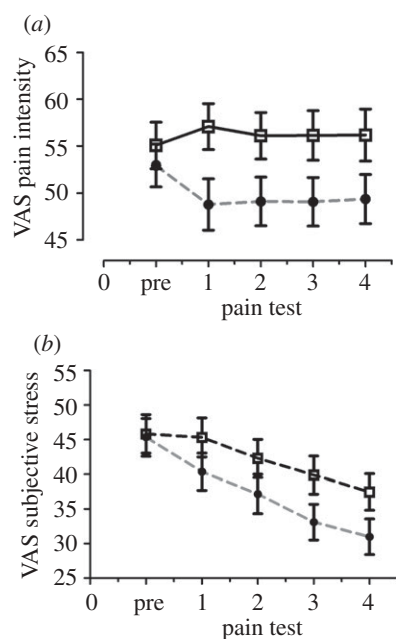 (a)
VAS pain intensity
65
60
55
50
45
0 pre 1 2 3 4
pain test
(b)
VAS subjective stress
55
50
45
40
35
30
25
0 pre 1 2 3 4
pain test